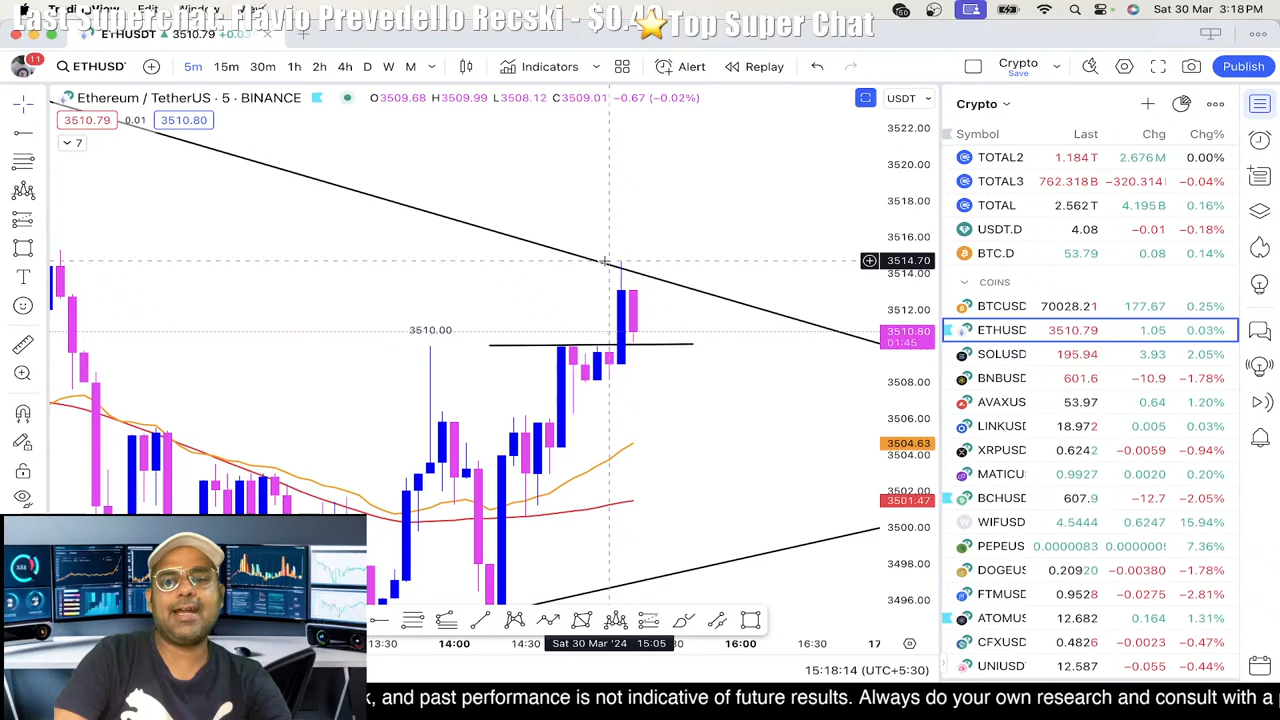 Last Superchat: Flavio Prevedello Recski - $0.40 ⭐Top Super Chat
Sat 30 Mar 3:18 PM
ETHUSDT ▲ 3510.79 +0.03
11
ETHUSD
5m 15m 30m 1h 2h 4h D W M
Indicators
Alert
Replay
Crypto
Save
Publish
Ethereum / TetherUS · 5 · BINANCE
O3509.68 H3509.99 L3508.12 C3509.01 −0.67 (−0.02%)
USDT
3510.79 0.01 3510.80
7
3522.00
3520.00
3518.00
3516.00
3514.70
3514.00
3512.00
3510.80
01:45
3510.00
3508.00
3506.00
3504.63
3504.00
3502.00
3501.47
3500.00
3498.00
3496.00
13:30 14:00 14:30 Sat 30 Mar '24 15:05 16:00 16:30 17
15:18:14 (UTC+5:30)
Crypto
Symbol Last Chg Chg%
TOTAL2 1.184T 2.676M 0.00%
TOTAL3 762.318B −320.314 −0.04%
TOTAL 2.562T 4.195B 0.16%
USDT.D 4.08 −0.01 −0.18%
BTC.D 53.79 0.08 0.14%
COINS
BTCUSD 70028.21 177.67 0.25%
ETHUSD 3510.79 1.05 0.03%
SOLUSD 195.94 3.93 2.05%
BNBUSD 601.6 −10.9 −1.78%
AVAXUS 53.97 0.64 1.20%
LINKUSD 18.972 0.005 0.03%
XRPUSD 0.6242 −0.0059 −0.94%
MATICU 0.9927 0.0020 0.20%
BCHUSD 607.9 −12.7 −2.05%
WIFUSD 4.5444 0.6247 15.94%
PEPEUS 0.0000083 0.000000 7.36%
DOGEUS 0.20920 −0.00380 −1.78%
FTMUSD 0.9528 −0.0275 −2.81%
ATOMUS 12.682 0.164 1.31%
CFXUSD 0.4826 −0.0023 −0.47%
UNIUSD 12.587 −0.055 −0.44%
k, and past performance is not indicative of future results. Always do your own research and consult with a